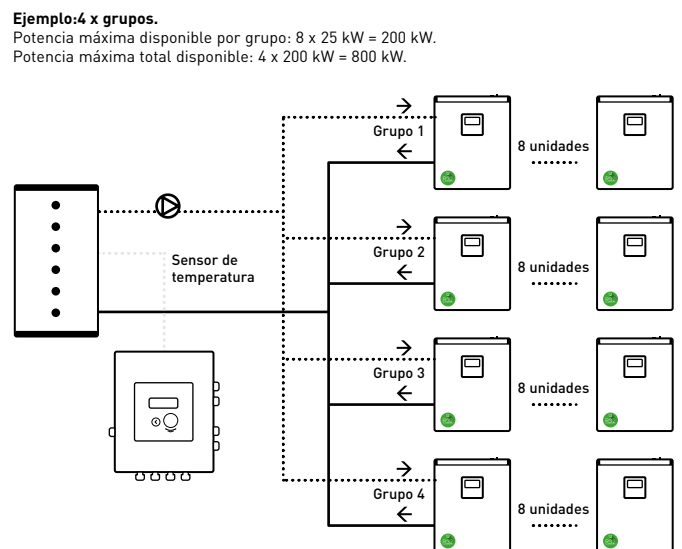 Ejemplo:4 x grupos.
Potencia máxima disponible por grupo: 8 x 25 kW = 200 kW.
Potencia máxima total disponible: 4 x 200 kW = 800 kW.
Grupo 1
8 unidades
Grupo 2
8 unidades
Sensor de
temperatura
Grupo 3
8 unidades
Grupo 4
8 unidades